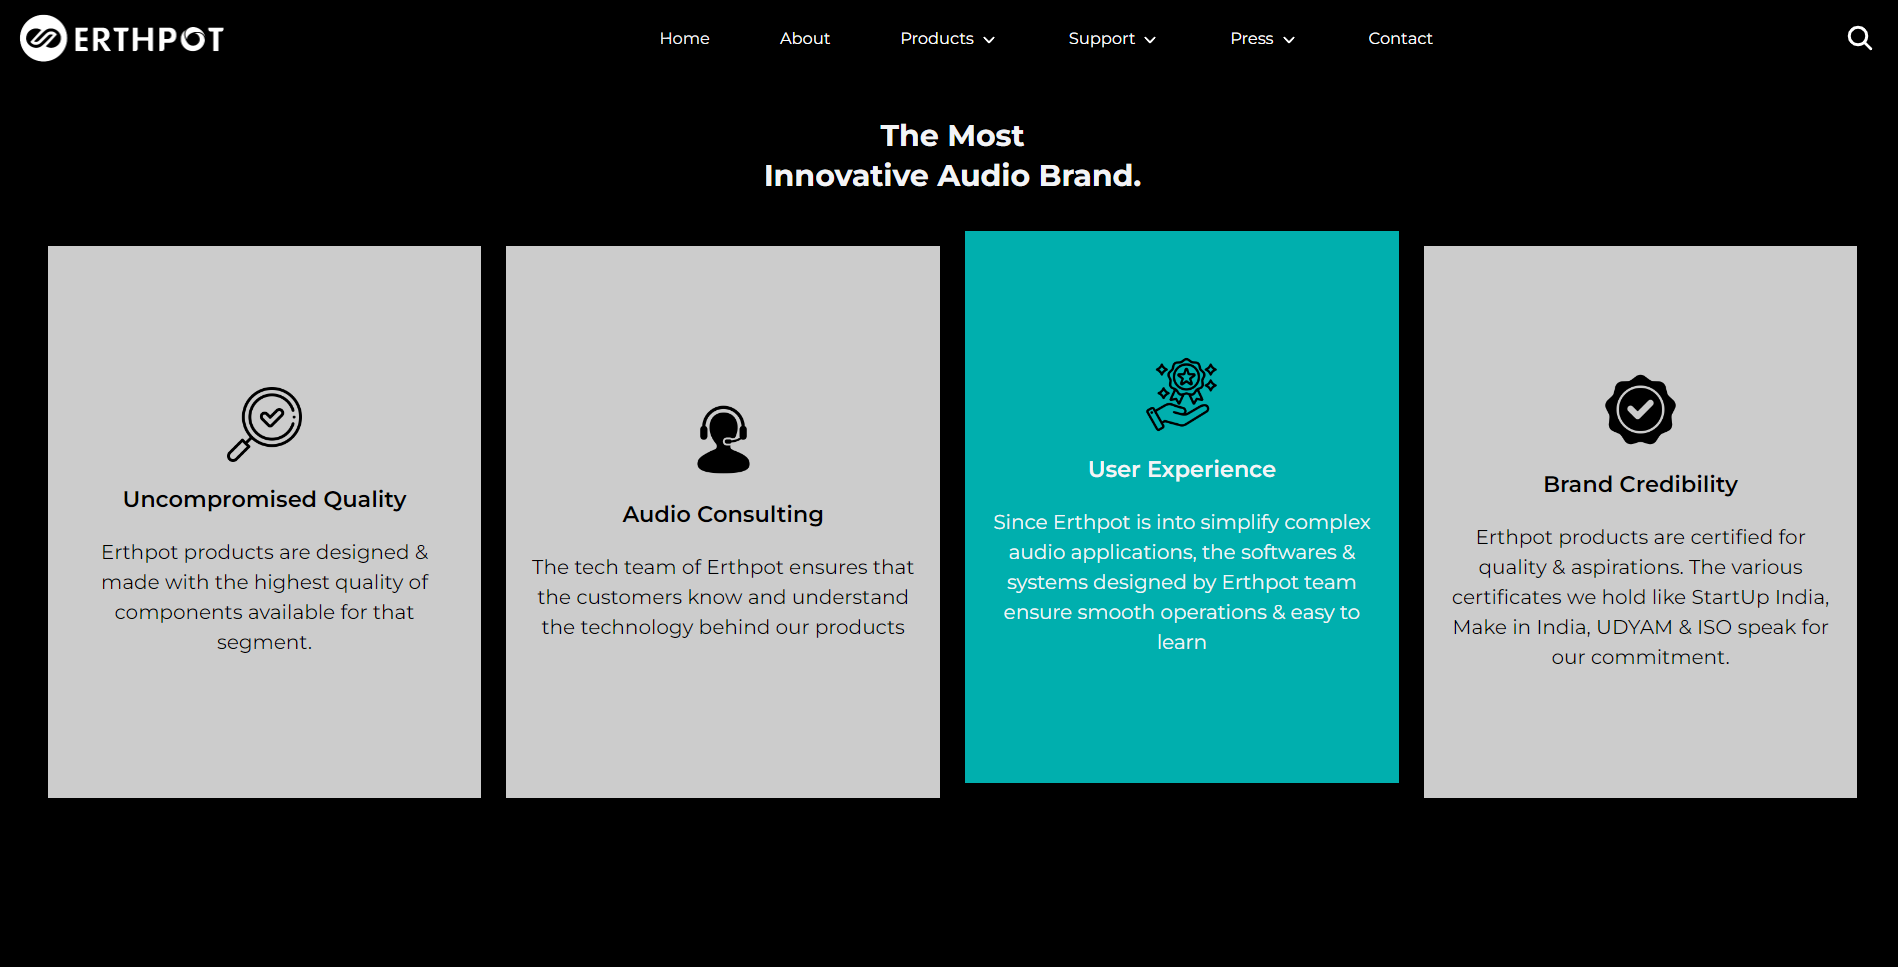 ERTHPOT
Home About Products Support Press Contact
The Most
Innovative Audio Brand.
Uncompromised Quality
Erthpot products are designed &
made with the highest quality of
components available for that
segment.
Audio Consulting
The tech team of Erthpot ensures that
the customers know and understand
the technology behind our products
User Experience
Since Erthpot is into simplify complex
audio applications, the softwares &
systems designed by Erthpot team
ensure smooth operations & easy to
learn
Brand Credibility
Erthpot products are certified for
quality & aspirations. The various
certificates we hold like StartUp India,
Make in India, UDYAM & ISO speak for
our commitment.